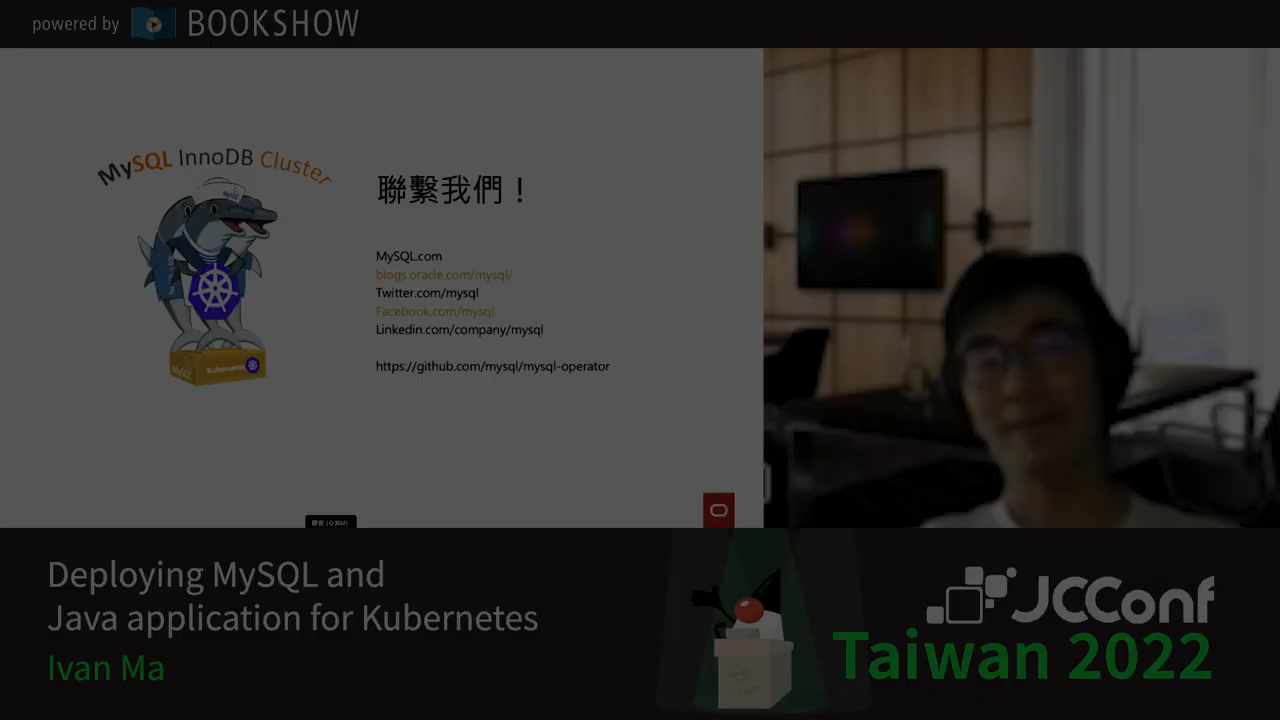 powered by BOOKSHOW
MySQL InnoDB Cluster
聯繫我們！
MySQL.com
blogs.oracle.com/mysql/
Twitter.com/mysql
Facebook.com/mysql
Linkedin.com/company/mysql
https://github.com/mysql/mysql-operator
MySQL
Kubernetes
Deploying MySQL and
Java application for Kubernetes
Ivan Ma
JCConf
Taiwan 2022